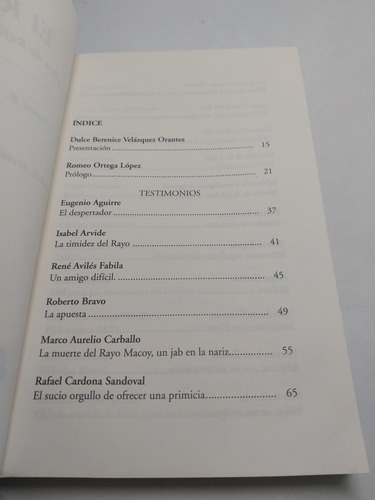 ÍNDICE
Dulce Berenice Velázquez Orantes
Presentación 15
Romeo Ortega López
Prólogo 21
TESTIMONIOS
Eugenio Aguirre
El despertador 37
Isabel Arvide
La timidez del Rayo 41
René Avilés Fabila
Un amigo difícil. 45
Roberto Bravo
La apuesta 49
Marco Aurelio Carballo
La muerte del Rayo Macoy, un jab en la nariz 55
Rafael Cardona Sandoval
El sucio orgullo de ofrecer una primicia 65